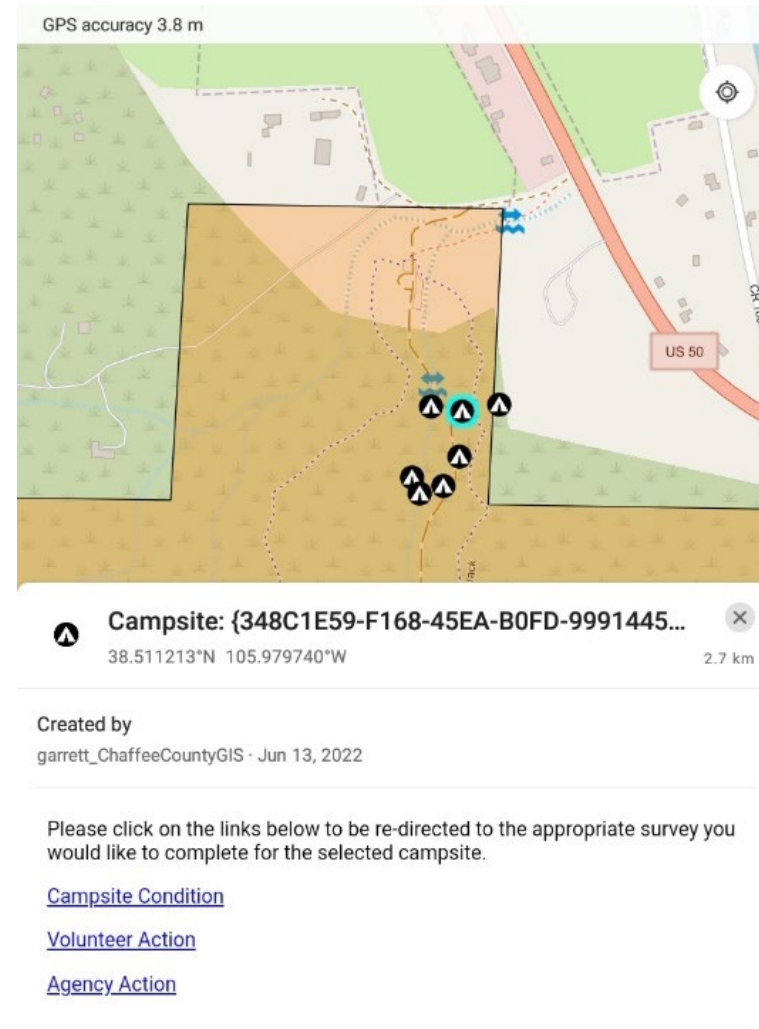 GPS accuracy 3.8 m
US 50
Campsite: {348C1E59-F168-45EA-B0FD-9991445...
38.511213°N 105.979740°W
2.7 km
Created by
garrett_ChaffeeCountyGIS · Jun 13, 2022
Please click on the links below to be re-directed to the appropriate survey you
would like to complete for the selected campsite.
Campsite Condition
Volunteer Action
Agency Action